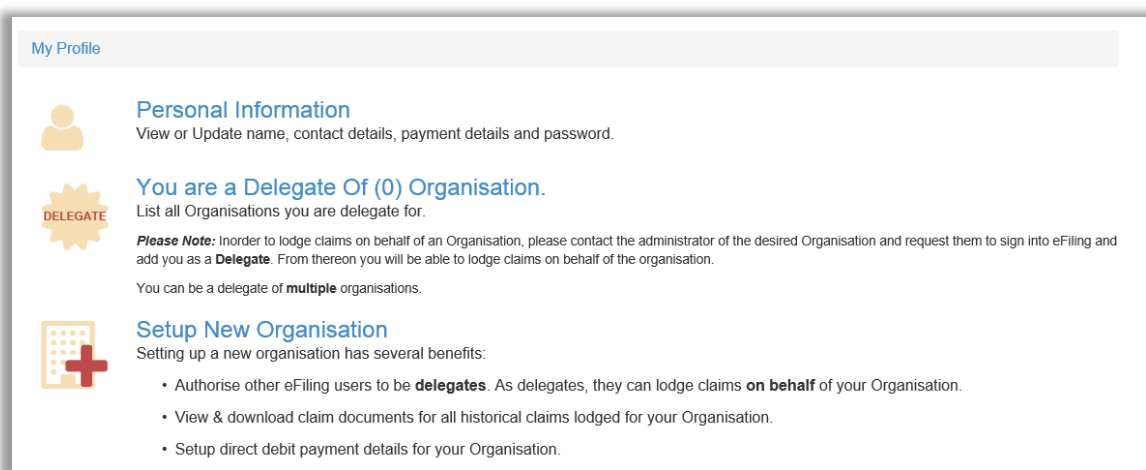 My Profile
Personal Information
View or Update name, contact details, payment details and password.
DELEGATE
You are a Delegate Of (0) Organisation.
List all Organisations you are delegate for.
Please Note: Inorder to lodge claims on behalf of an Organisation, please contact the administrator of the desired Organisation and request them to sign into eFiling and
add you as a Delegate. From thereon you will be able to lodge claims on behalf of the organisation.
You can be a delegate of multiple organisations.
Setup New Organisation
Setting up a new organisation has several benefits:
• Authorise other eFiling users to be delegates. As delegates, they can lodge claims on behalf of your Organisation.
• View & download claim documents for all historical claims lodged for your Organisation.
• Setup direct debit payment details for your Organisation.